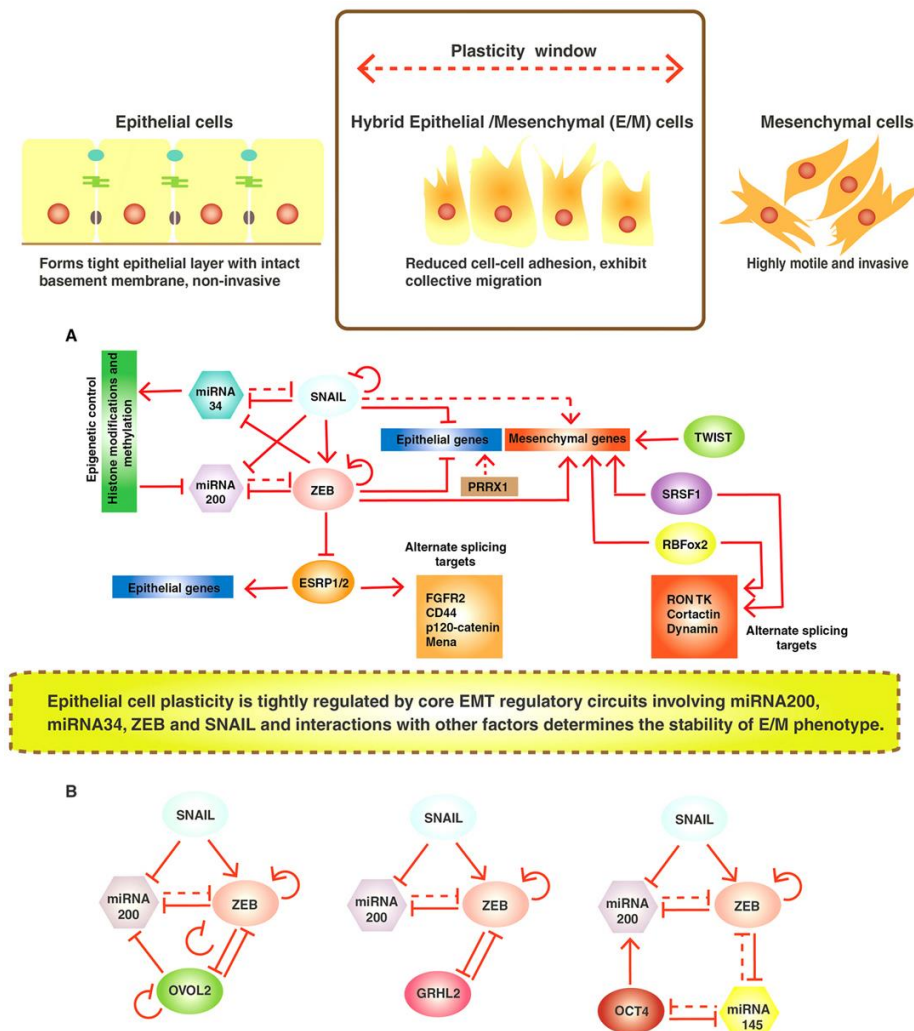 Plasticity window
Epithelial cells
Hybrid Epithelial /Mesenchymal (E/M) cells
Mesenchymal cells
Forms tight epithelial layer with intact
basement membrane, non-invasive
Reduced cell-cell adhesion, exhibit
collective migration
Highly motile and invasive
A
Epigenetic control
Histone modifications and
methylation
miRNA
34
SNAIL
Epithelial genes
Mesenchymal genes
TWIST
miRNA
200
ZEB
PRRX1
SRSF1
RBFox2
Epithelial genes
ESRP1/2
Alternate splicing
targets
FGFR2
CD44
p120-catenin
Mena
RON TK
Cortactin
Dynamin
Alternate splicing
targets
Epithelial cell plasticity is tightly regulated by core EMT regulatory circuits involving miRNA200,
miRNA34, ZEB and SNAIL and interactions with other factors determines the stability of E/M phenotype.
B
SNAIL
miRNA
200
ZEB
OVOL2
SNAIL
miRNA
200
ZEB
GRHL2
SNAIL
miRNA
200
ZEB
OCT4
miRNA
145